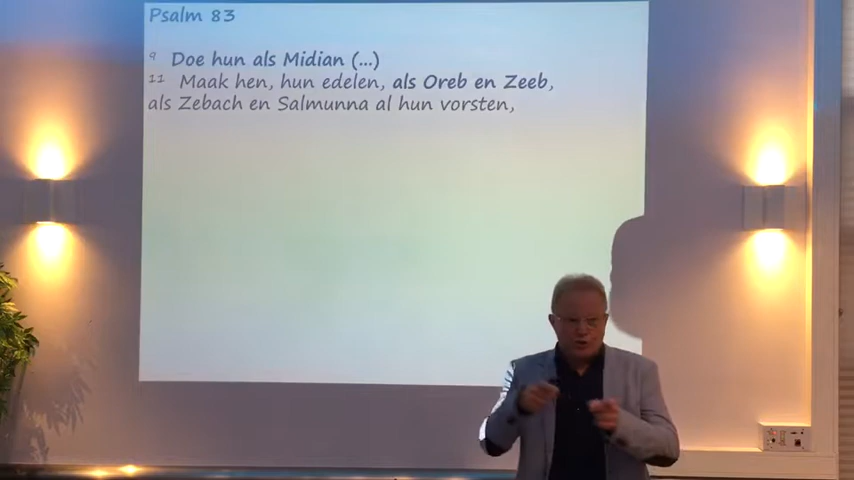 Psalm 83
9 Doe hun als Midian (...)
11 Maak hen, hun edelen, als Oreb en Zeeb,
als Zebach en Salmunna al hun vorsten,